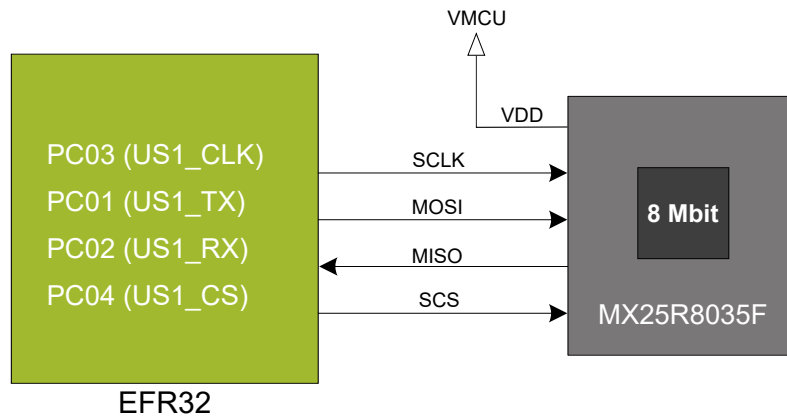 VMCU
VDD
PC03 (US1_CLK)
SCLK
PC01 (US1_TX)
MOSI
8 Mbit
PC02 (US1_RX)
MISO
PC04 (US1_CS)
SCS
MX25R8035F
EFR32